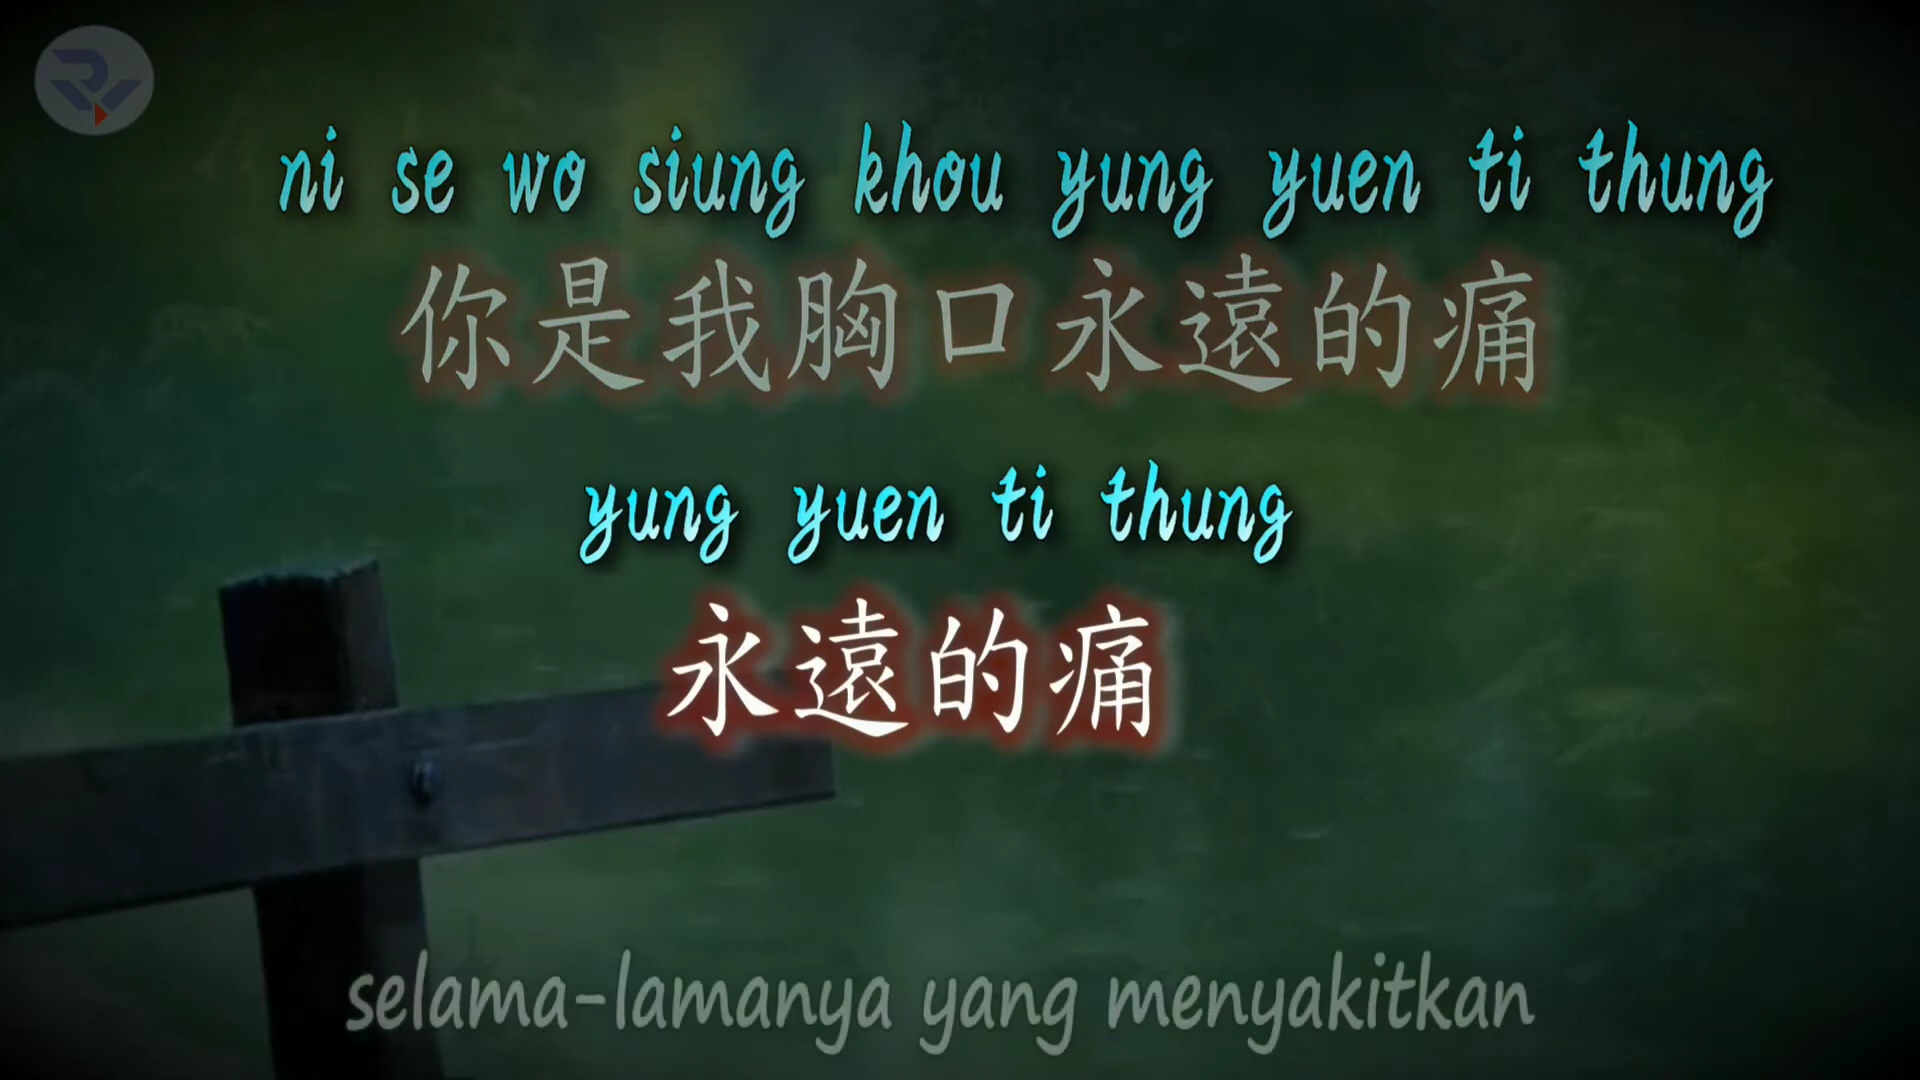 ni se wo siung khou yung yuen ti thung
你是我胸口永遠的痛
yung yuen ti thung
永遠的痛
selama-lamanya yang menyakitkan